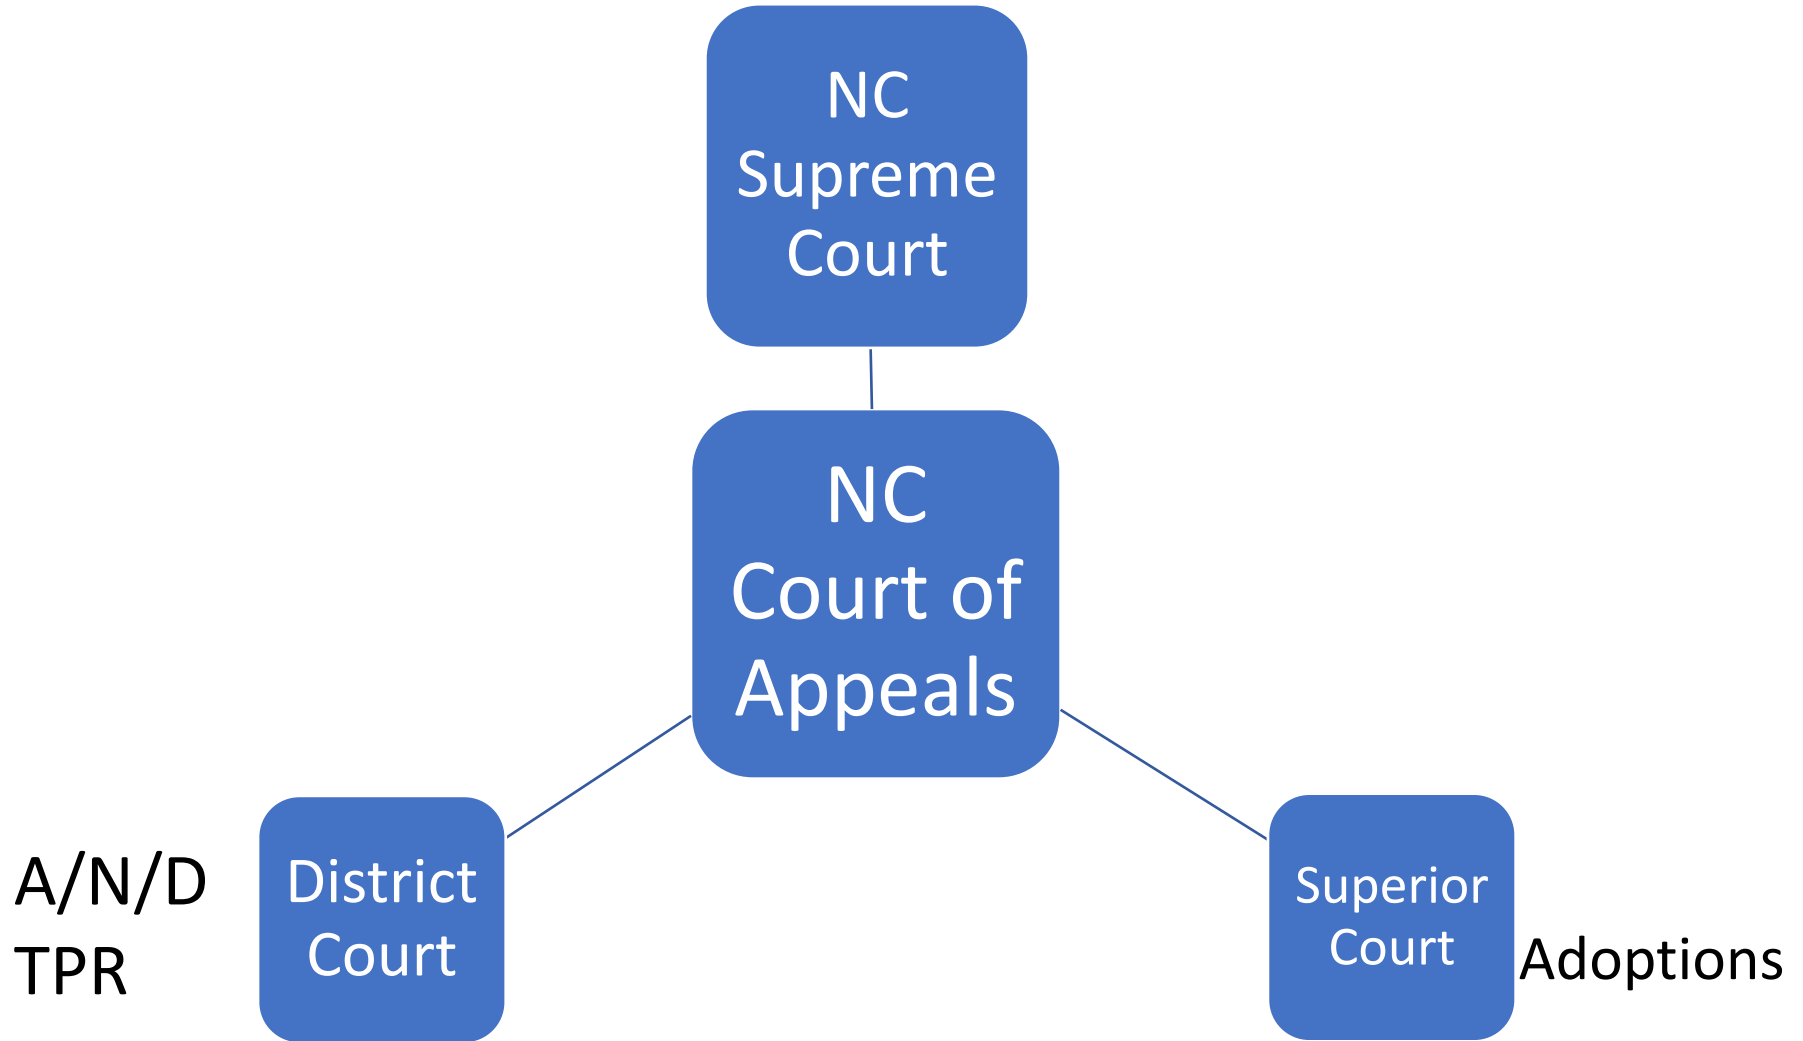 NC
Supreme
Court
NC
Court of
Appeals
A/N/D
TPR
District
Court
Superior
Court
Adoptions